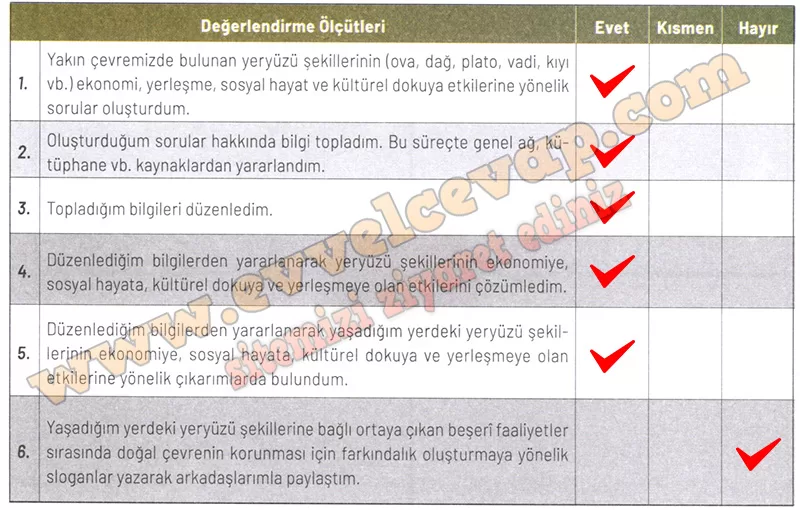 Değerlendirme Ölçütleri Evet Kısmen Hayır
1. Yakın çevremizde bulunan yeryüzü şekillerinin (ova, dağ, plato, vadi, kıyı
vb.) ekonomi, yerleşme, sosyal hayat ve kültürel dokuya etkilerine yönelik
sorular oluşturdum.
2. Oluşturduğum sorular hakkında bilgi topladım. Bu süreçte genel ağ, kü-
tüphane vb. kaynaklardan yararlandım.
3. Topladığım bilgileri düzenledim.
4. Düzenlediğim bilgilerden yararlanarak yeryüzü şekillerinin ekonomiye,
sosyal hayata, kültürel dokuya ve yerleşmeye olan etkilerini çözümledim.
5. Düzenlediğim bilgilerden yararlanarak yaşadığım yerdeki yeryüzü şekil-
lerinin ekonomiye, sosyal hayata, kültürel dokuya ve yerleşmeye olan
etkilerine yönelik çıkarımlarda bulundum.
6. Yaşadığım yerdeki yeryüzü şekillerine bağlı ortaya çıkan beşerî faaliyetler
sırasında doğal çevrenin korunması için farkındalık oluşturmaya yönelik
sloganlar yazarak arkadaşlarımla paylaştım.
www.evvelcevap.com
sitemizi ziyaret ediniz